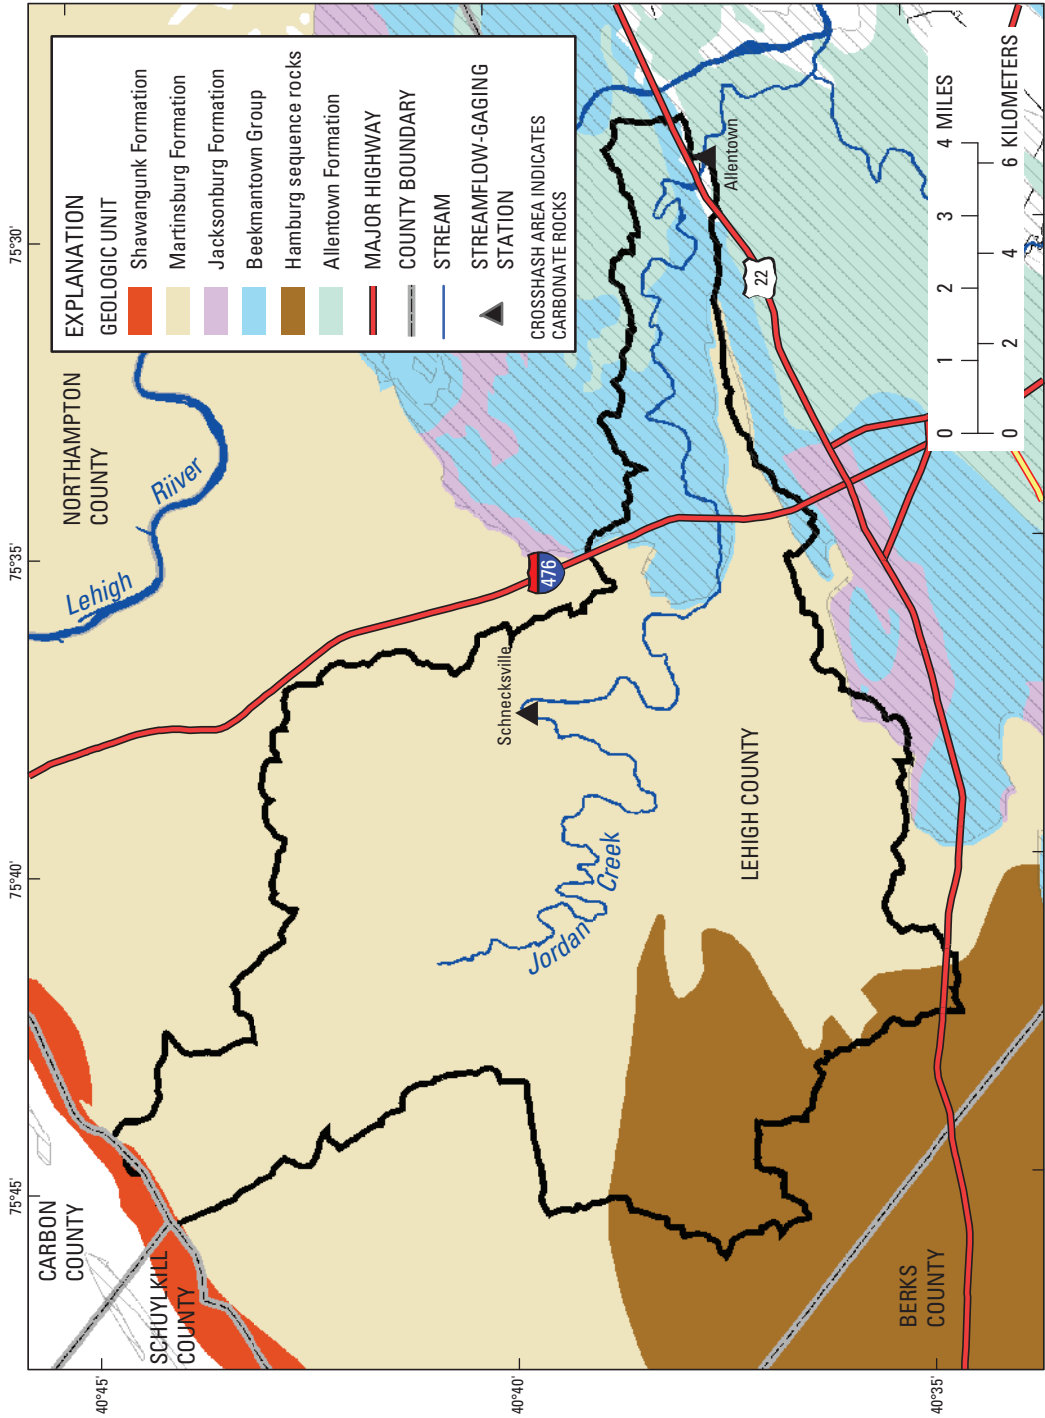 EXPLANATION
GEOLOGIC UNIT
Shawangunk Formation
Martinsburg Formation
Jacksonburg Formation
Beekmantown Group
Hamburg sequence rocks
Allentown Formation
MAJOR HIGHWAY
COUNTY BOUNDARY
STREAM
STREAMFLOW-GAGING
STATION
CROSSHASH AREA INDICATES
CARBONATE ROCKS
75°45'
75°40'
75°35'
75°30'
40°45'
40°40'
40°35'
CARBON
COUNTY
SCHUYLKILL
COUNTY
NORTHAMPTON
COUNTY
Lehigh
Riiver
476
Schnecksville
Jordan
Creek
LEHIGH COUNTY
BERKS
COUNTY
Allentown
22
0 1 2 3 4 MILES
0 2 4 6 KILOMETERS